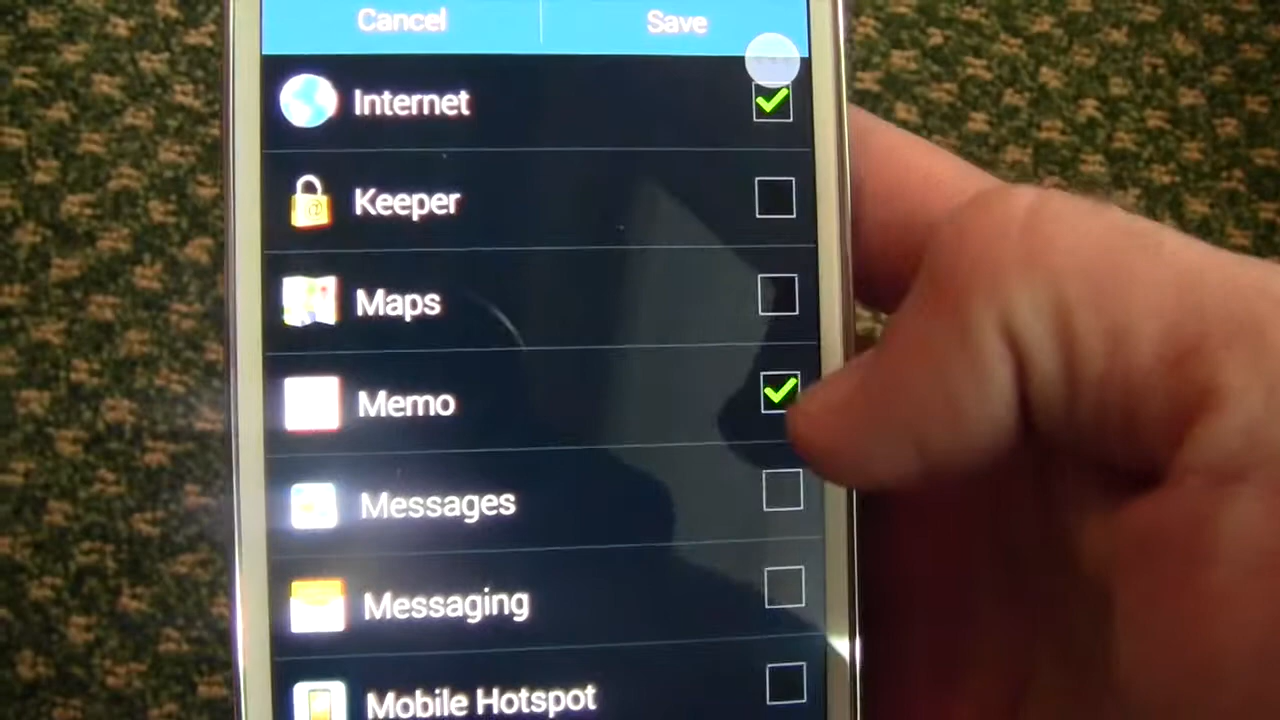 Cancel Save
Internet
Keeper
Maps
Memo
Messages
Messaging
Mobile Hotspot